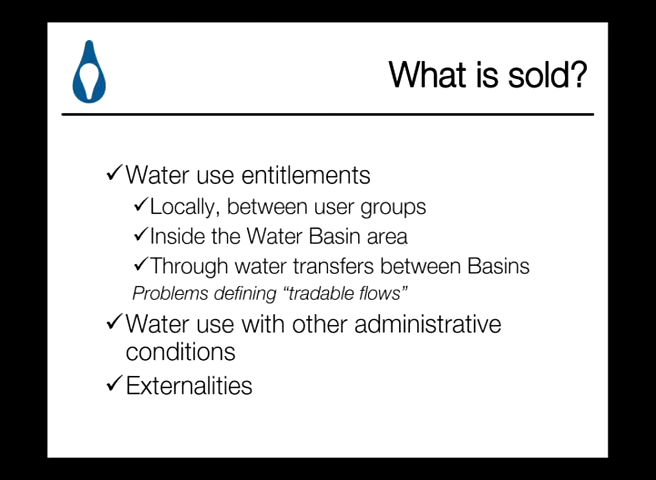 What is sold?
✓Water use entitlements
✓Locally, between user groups
✓Inside the Water Basin area
✓Through water transfers between Basins
Problems defining “tradable flows”
✓Water use with other administrative
conditions
✓Externalities